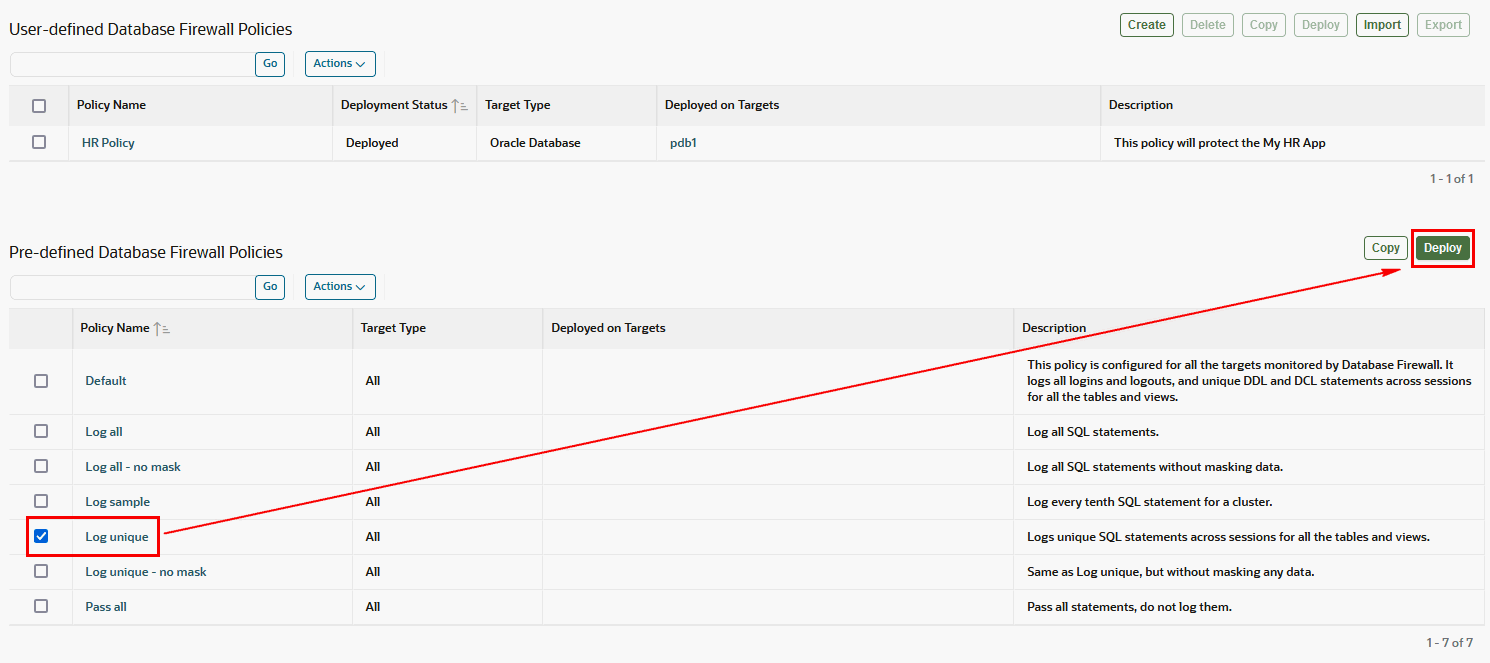 User-defined Database Firewall Policies
Create Delete Copy Deploy Import Export
Go Actions
Policy Name Deployment Status Target Type Deployed on Targets Description
HR Policy Deployed Oracle Database pdb1 This policy will protect the My HR App
1 - 1 of 1
Pre-defined Database Firewall Policies
Copy Deploy
Go Actions
Policy Name Target Type Deployed on Targets Description
Default All This policy is configured for all the targets monitored by Database Firewall. It
logs all logins and logouts, and unique DDL and DCL statements across sessions
for all the tables and views.
Log all All Log all SQL statements.
Log all - no mask All Log all SQL statements without masking data.
Log sample All Log every tenth SQL statement for a cluster.
Log unique All Logs unique SQL statements across sessions for all the tables and views.
Log unique - no mask All Same as Log unique, but without masking any data.
Pass all All Pass all statements, do not log them.
1 - 7 of 7